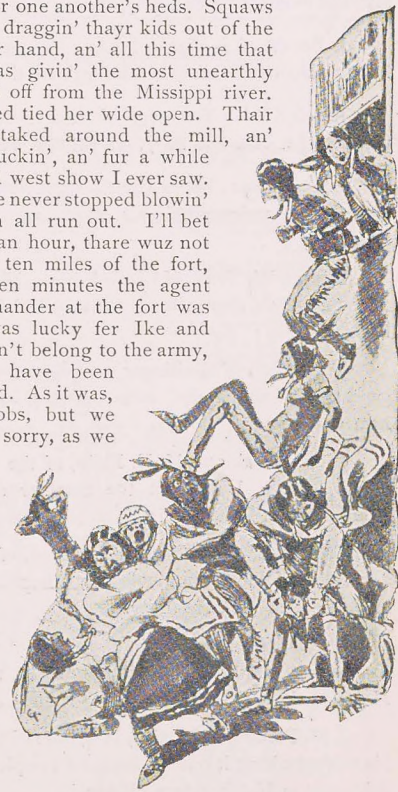 r one another's heds. Squaws
draggin' thayr kids out of the
r hand, an' all this time that
as givin' the most unearthly
off from the Missippi river.
ed tied her wide open. Thair
taked around the mill, an'
uckin', an' fur a while
west show I ever saw.
e never stopped blowin'
all run out. I'll bet
an hour, thare wuz not
ten miles of the fort,
en minutes the agent
ander at the fort was
as lucky fer Ike and
n't belong to the army,
have been
d. As it was,
obs, but we
sorry, as we